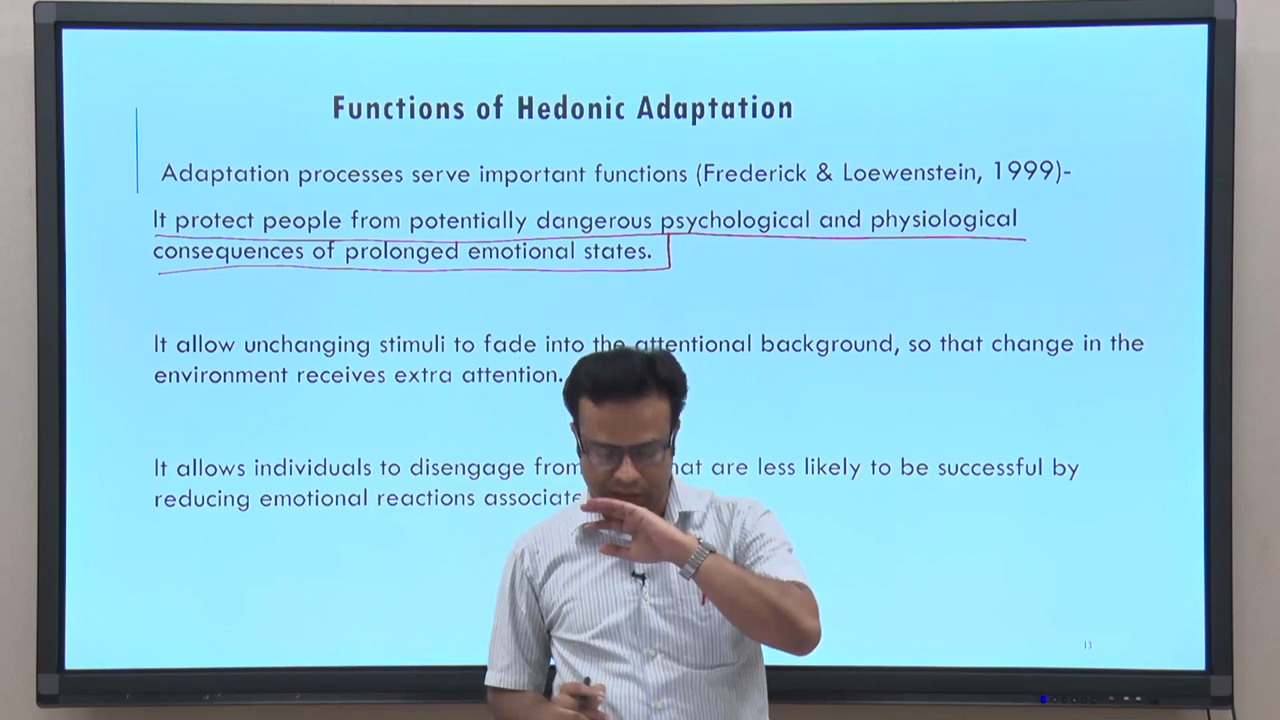 Functions of Hedonic Adaptation
Adaptation processes serve important functions (Frederick & Loewenstein, 1999)-
It protect people from potentially dangerous psychological and physiological
consequences of prolonged emotional states.
It allow unchanging stimuli to fade into the attentional background, so that change in the
environment receives extra attention.
It allows individuals to disengage from are less likely to be successful by
reducing emotional reactions
13